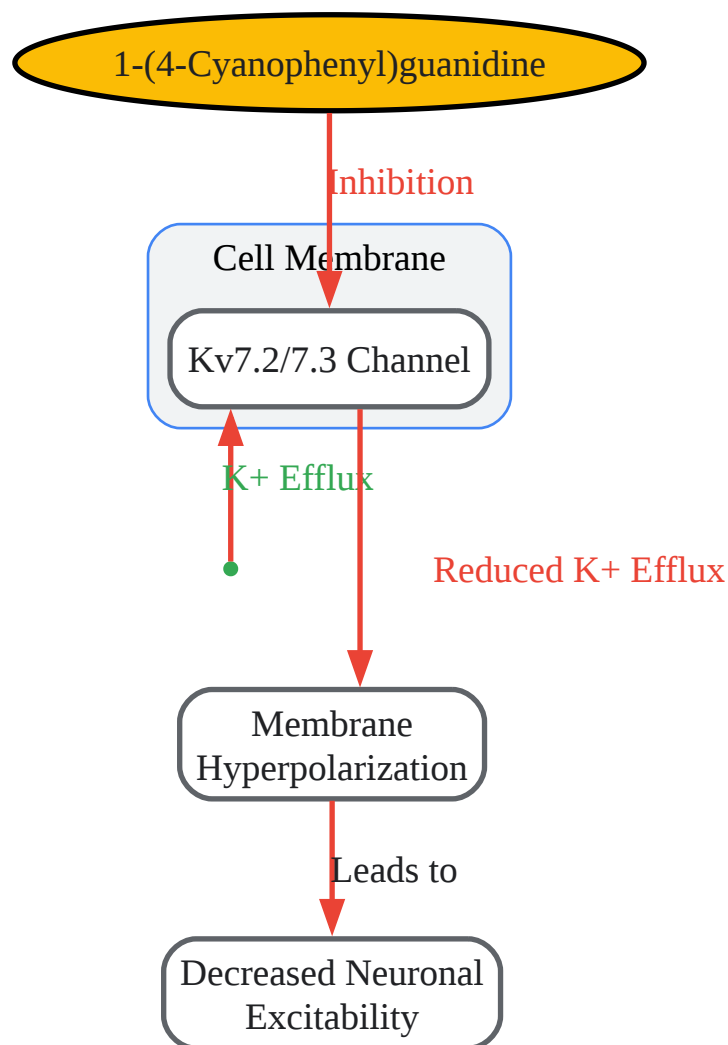 1-(4-Cyanophenyl)guanidine
Inhibition
Cell Membrane
Kv7.2/7.3 Channel
K+ Efflux
Reduced K+ Efflux
Membrane
Hyperpolarization
Leads to
Decreased Neuronal
Excitability